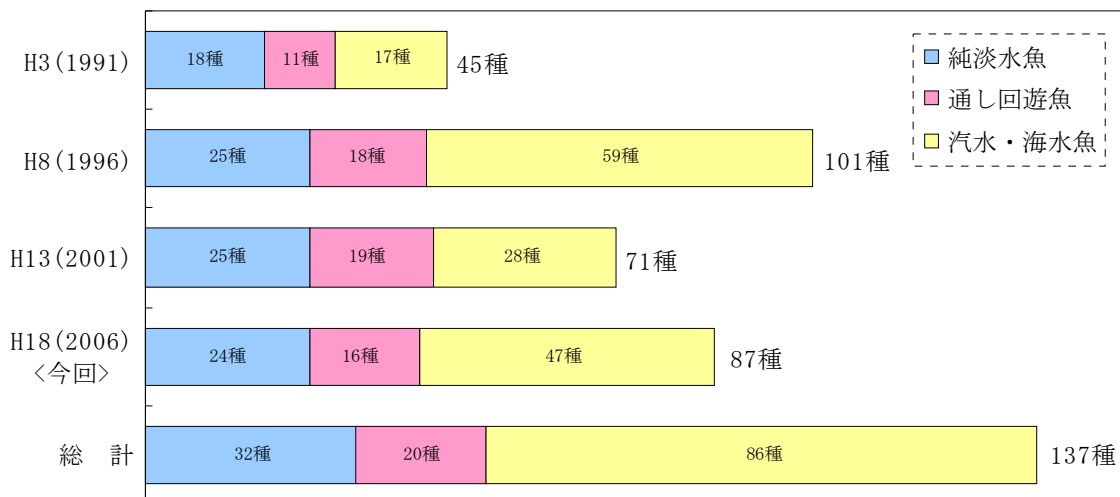 H3(1991)
18種
11種
17種
45種
純淡水魚
通し回遊魚
汽水・海水魚
H8(1996)
25種
18種
59種
101種
H13(2001)
25種
19種
28種
71種
H18(2006)
<今回>
24種
16種
47種
87種
総　計
32種
20種
86種
137種